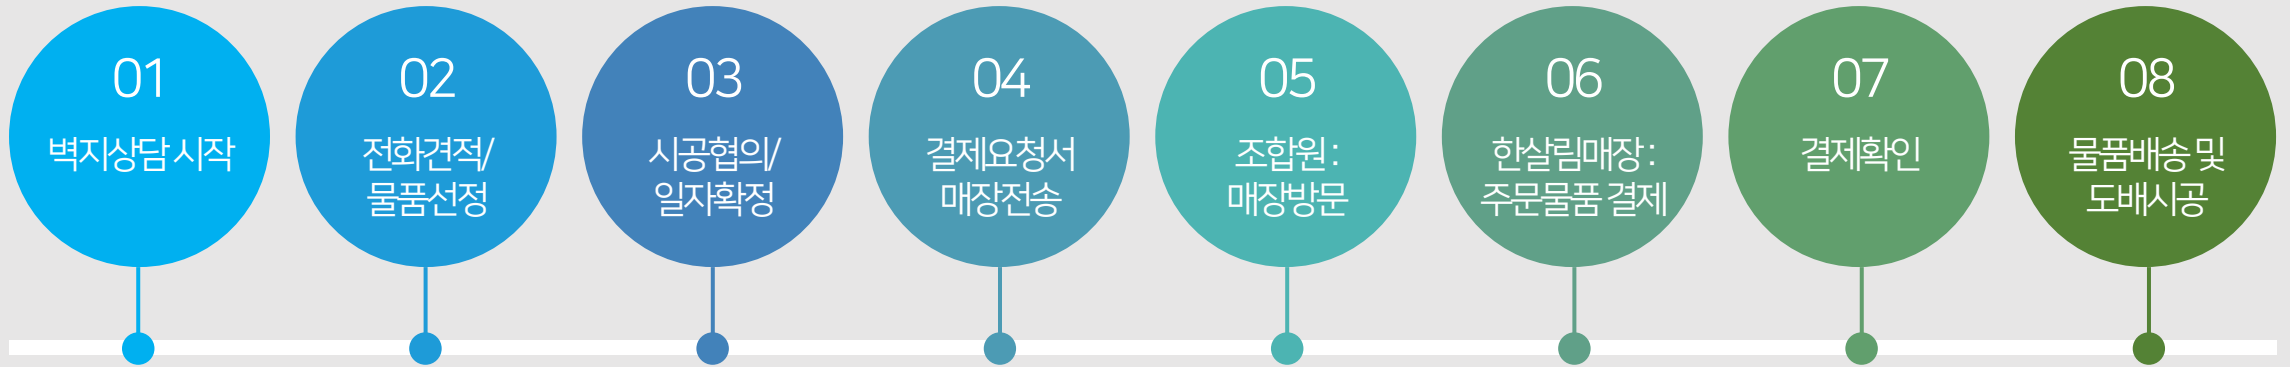 01
벽지상담 시작
02
전화견적/
물품선정
03
시공협의/
일자확정
04
결제요청서
매장전송
05
조합원 :
매장방문
06
한살림매장 :
주문물품 결제
07
결제확인
08
물품배송 및
도배시공